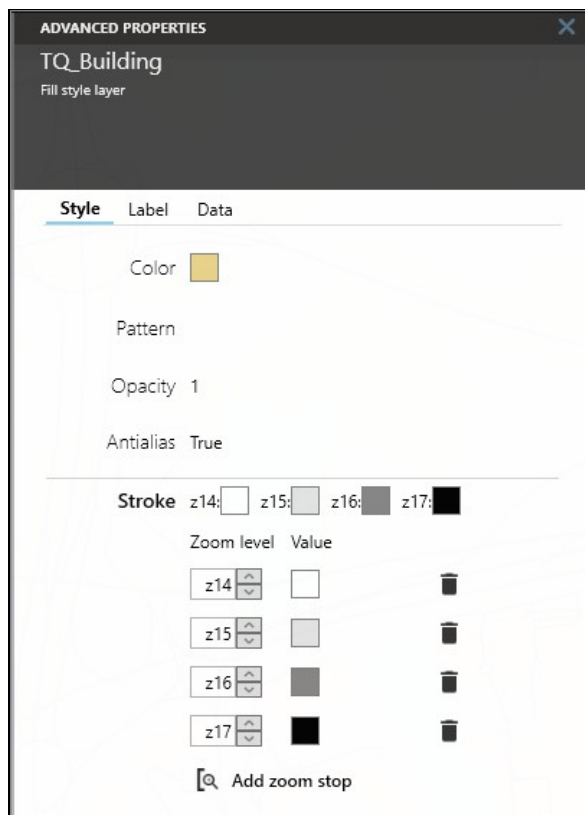 ADVANCED PROPERTIES
TQ_Building
Fill style layer
Style Label Data
Color
Pattern
Opacity 1
Antialias True
Stroke z14: z15: z16: z17:
Zoom level Value
z14
z15
z16
z17
Add zoom stop